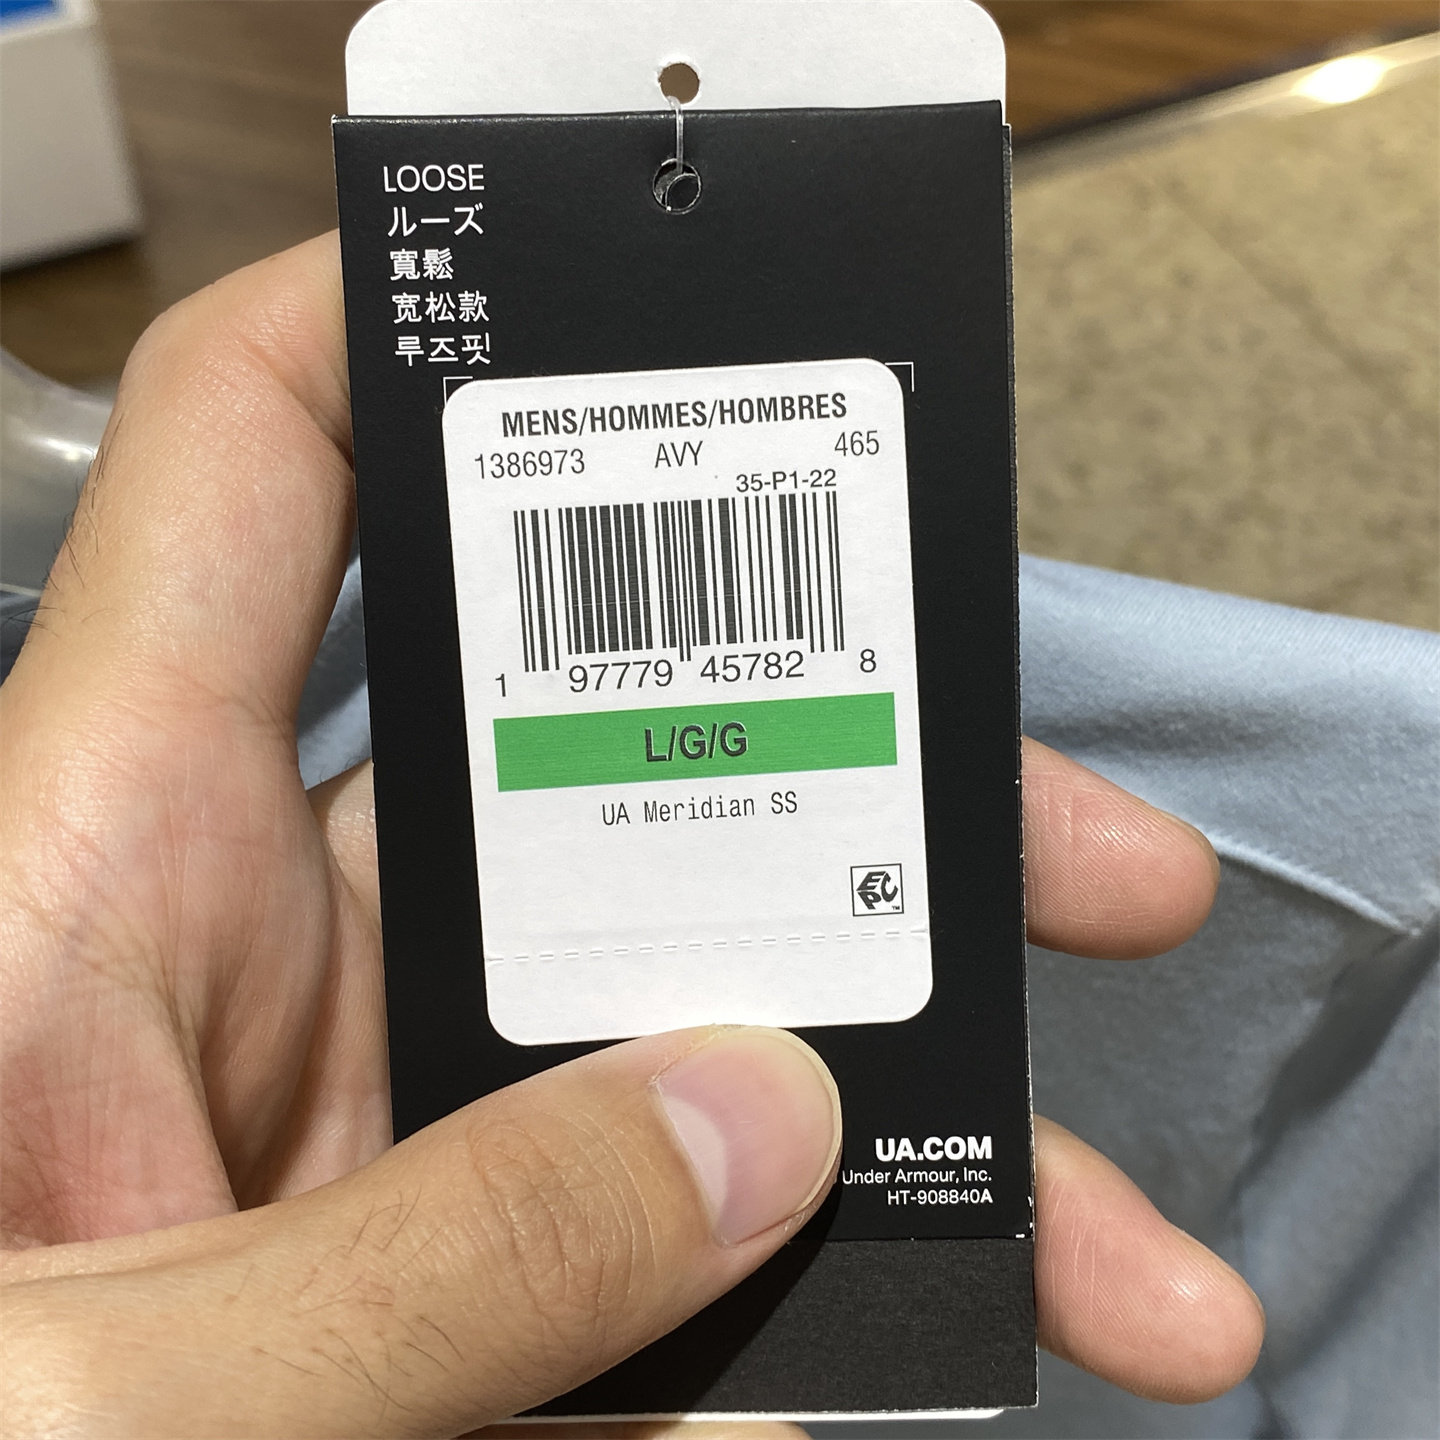 LOOSE
ルーズ
寬鬆
宽松款
루즈핏
MENS/HOMMES/HOMBRES
1386973 AVY 465
35-P1-22
1 97779 45782 8
L/G/G
UA Meridian SS
EPC™
UA.COM
Under Armour, Inc.
HT-908840A